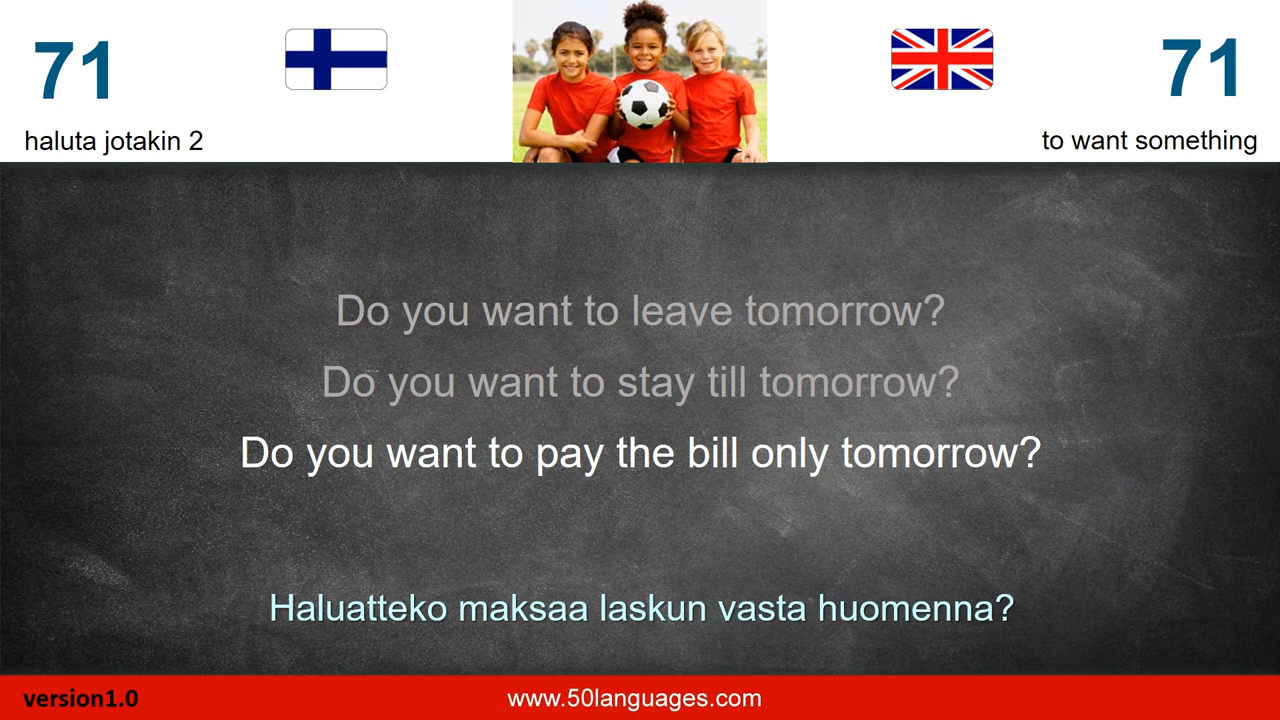 71
haluta jotakin 2
71
to want something
Do you want to leave tomorrow?
Do you want to stay till tomorrow?
Do you want to pay the bill only tomorrow?
Haluatteko maksaa laskun vasta huomenna?
version1.0
www.50languages.com